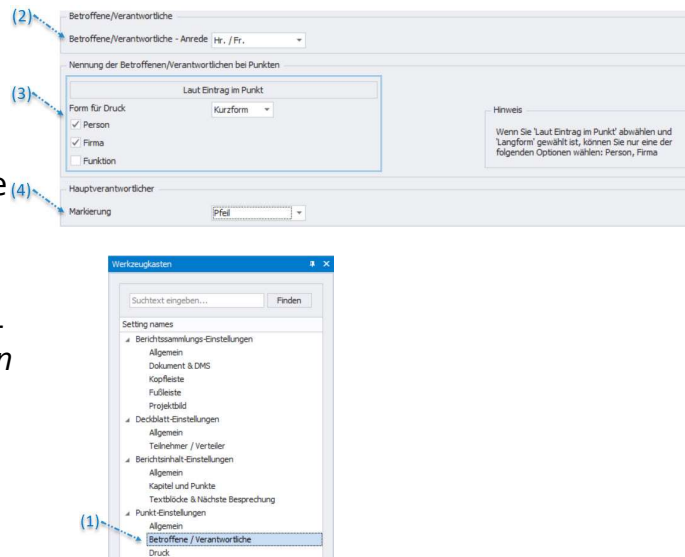 (2)
Betroffene/Verantwortliche
Betroffene/Verantwortliche - Anrede Hr. / Fr.
Nennung der Betroffenen/Verantwortlichen bei Punkten
(3)
Laut Eintrag im Punkt
Form für Druck Kurzform
Person
Firma
Funktion
Hinweis
Wenn Sie 'Laut Eintrag im Punkt' abwählen und
'Langform' gewählt ist, können Sie nur eine der
folgenden Optionen wählen: Person, Firma
e
(4)
Hauptverantwortlicher
Markierung Pfeil
-
n
Werkzeugkasten
Suchtext eingeben... Finden
Setting names
Berichtssammlungs-Einstellungen
Allgemein
Dokument & DMS
Kopfleiste
Fußleiste
Projektbild
Deckblatt-Einstellungen
Allgemein
Teilnehmer / Verteiler
Berichtsinhalt-Einstellungen
Allgemein
Kapitel und Punkte
Textblöcke & Nächste Besprechung
Punkt-Einstellungen
Allgemein
(1)
Betroffene / Verantwortliche
Druck